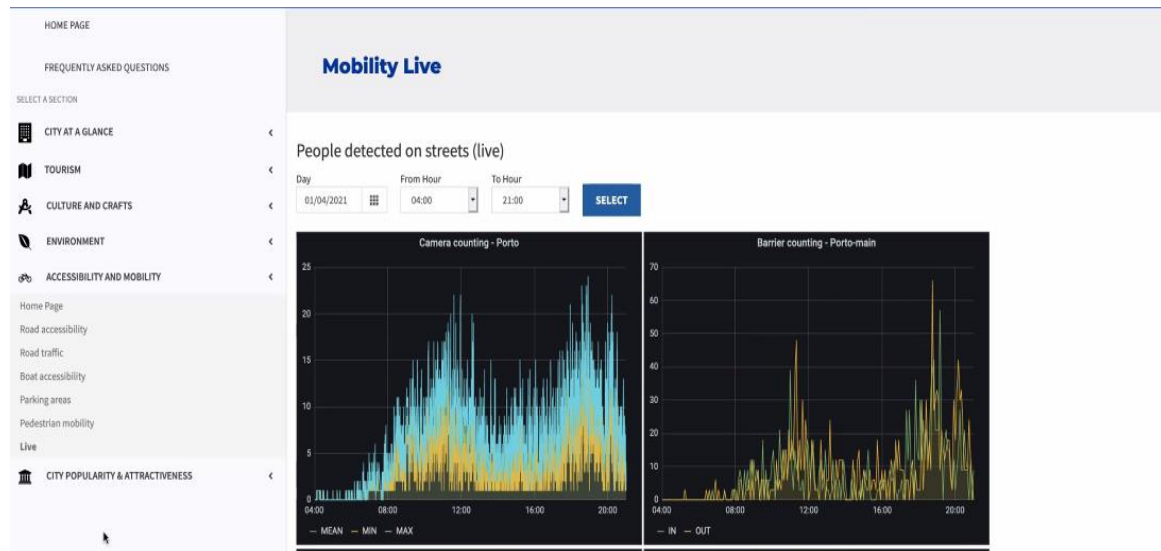 HOME PAGE
FREQUENTLY ASKED QUESTIONS
SELECT A SECTION
CITY AT A GLANCE
TOURISM
CULTURE AND CRAFTS
ENVIRONMENT
ACCESSIBILITY AND MOBILITY
Home Page
Road accessibility
Road traffic
Boat accessibility
Parking areas
Pedestrian mobility
Live
CITY POPULARITY & ATTRACTIVENESS
Mobility Live
People detected on streets (live)
Day From Hour To Hour
01/04/2021 04:00 21:00 SELECT
Camera counting - Porto
25
20
15
10
5
0
04:00 08:00 12:00 16:00 20:00
MEAN MIN MAX
Barrier counting - Porto-main
70
60
50
40
30
20
10
0
04:00 08:00 12:00 16:00 20:00
IN OUT